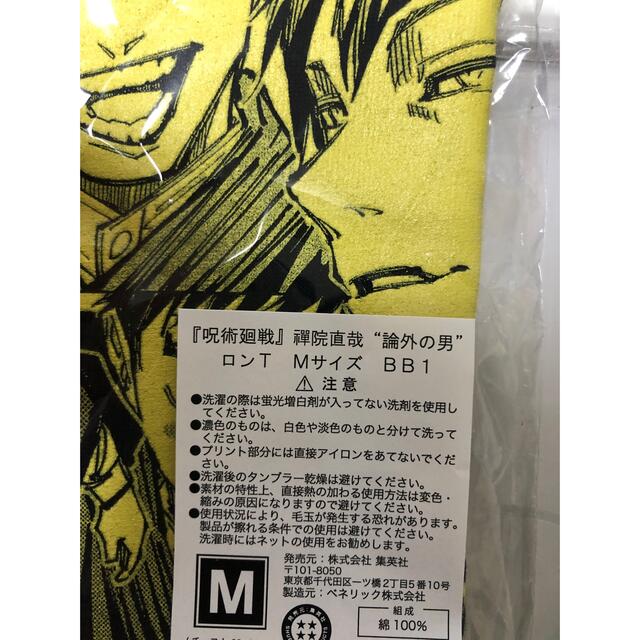 『呪術廻戦』禪院直哉“論外の男”
ロンT Mサイズ BB1
⚠ 注意
●洗濯の際は蛍光増白剤が入ってない洗剤を使用し
てください。
●濃色のものは、白色や淡色のものと分けて洗って
ください。
●プリント部分には直接アイロンをあてないでくだ
さい。
●洗濯後のタンブラー乾燥は避けてください。
●素材の特性上、直接熱の加わる使用方法は変色・
縮みの原因になりますので避けてください。
●使用状況により、毛玉が発生する恐れがあります。
製品が擦れる条件での使用は避けてください。
洗濯時にはネットの使用をお勧めします。
M
発売元：株式会社 集英社
〒101-8050
東京都千代田区一ツ橋2丁目5番10号
製造元：ベネリック株式会社
組成
綿100%